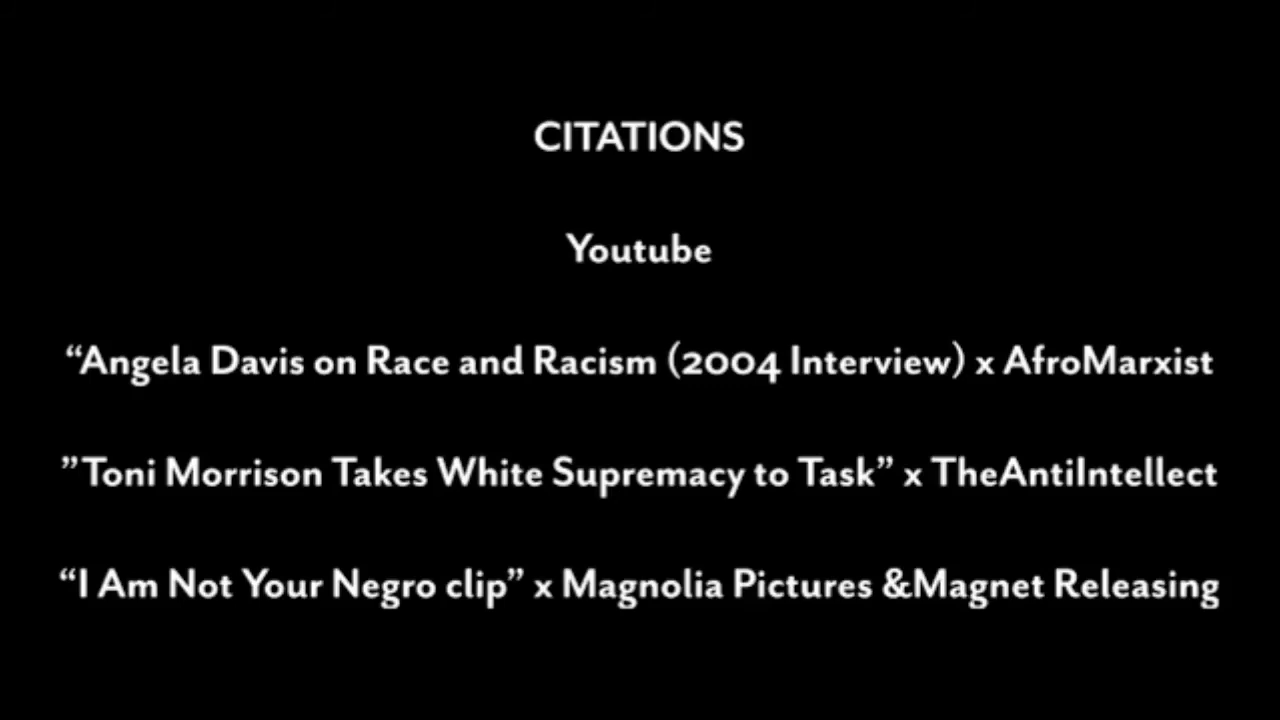 CITATIONS
Youtube
“Angela Davis on Race and Racism (2004 Interview) x AfroMarxist
”Toni Morrison Takes White Supremacy to Task” x TheAntiIntellect
“I Am Not Your Negro clip” x Magnolia Pictures &Magnet Releasing